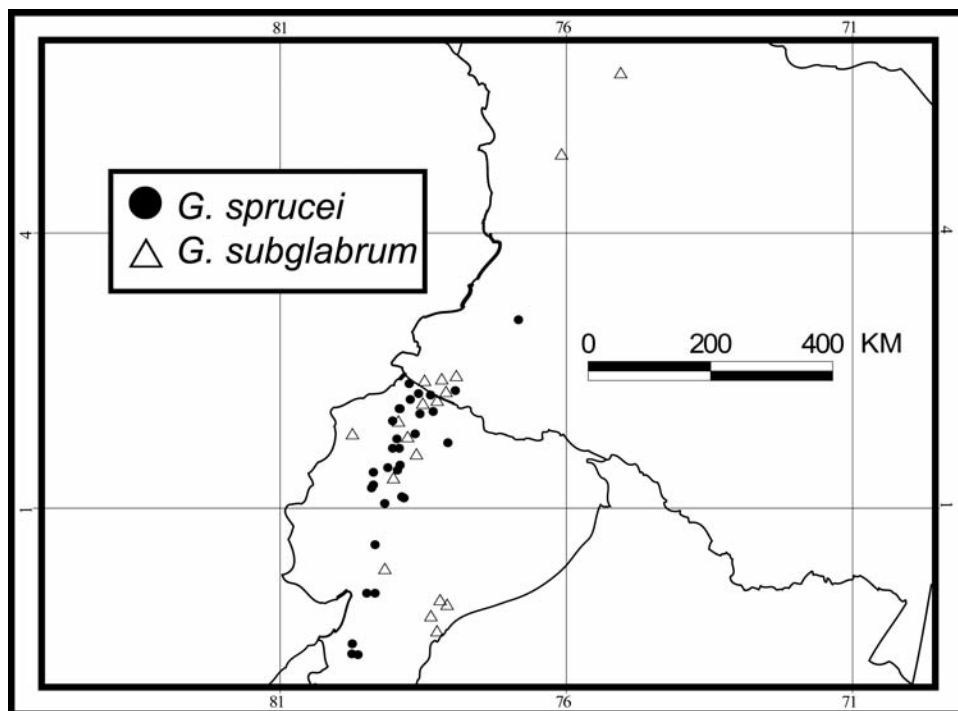 81 76 71
G. sprucei
G. subglabrum
4 4
0 200 400 KM
1 1
81 76 71